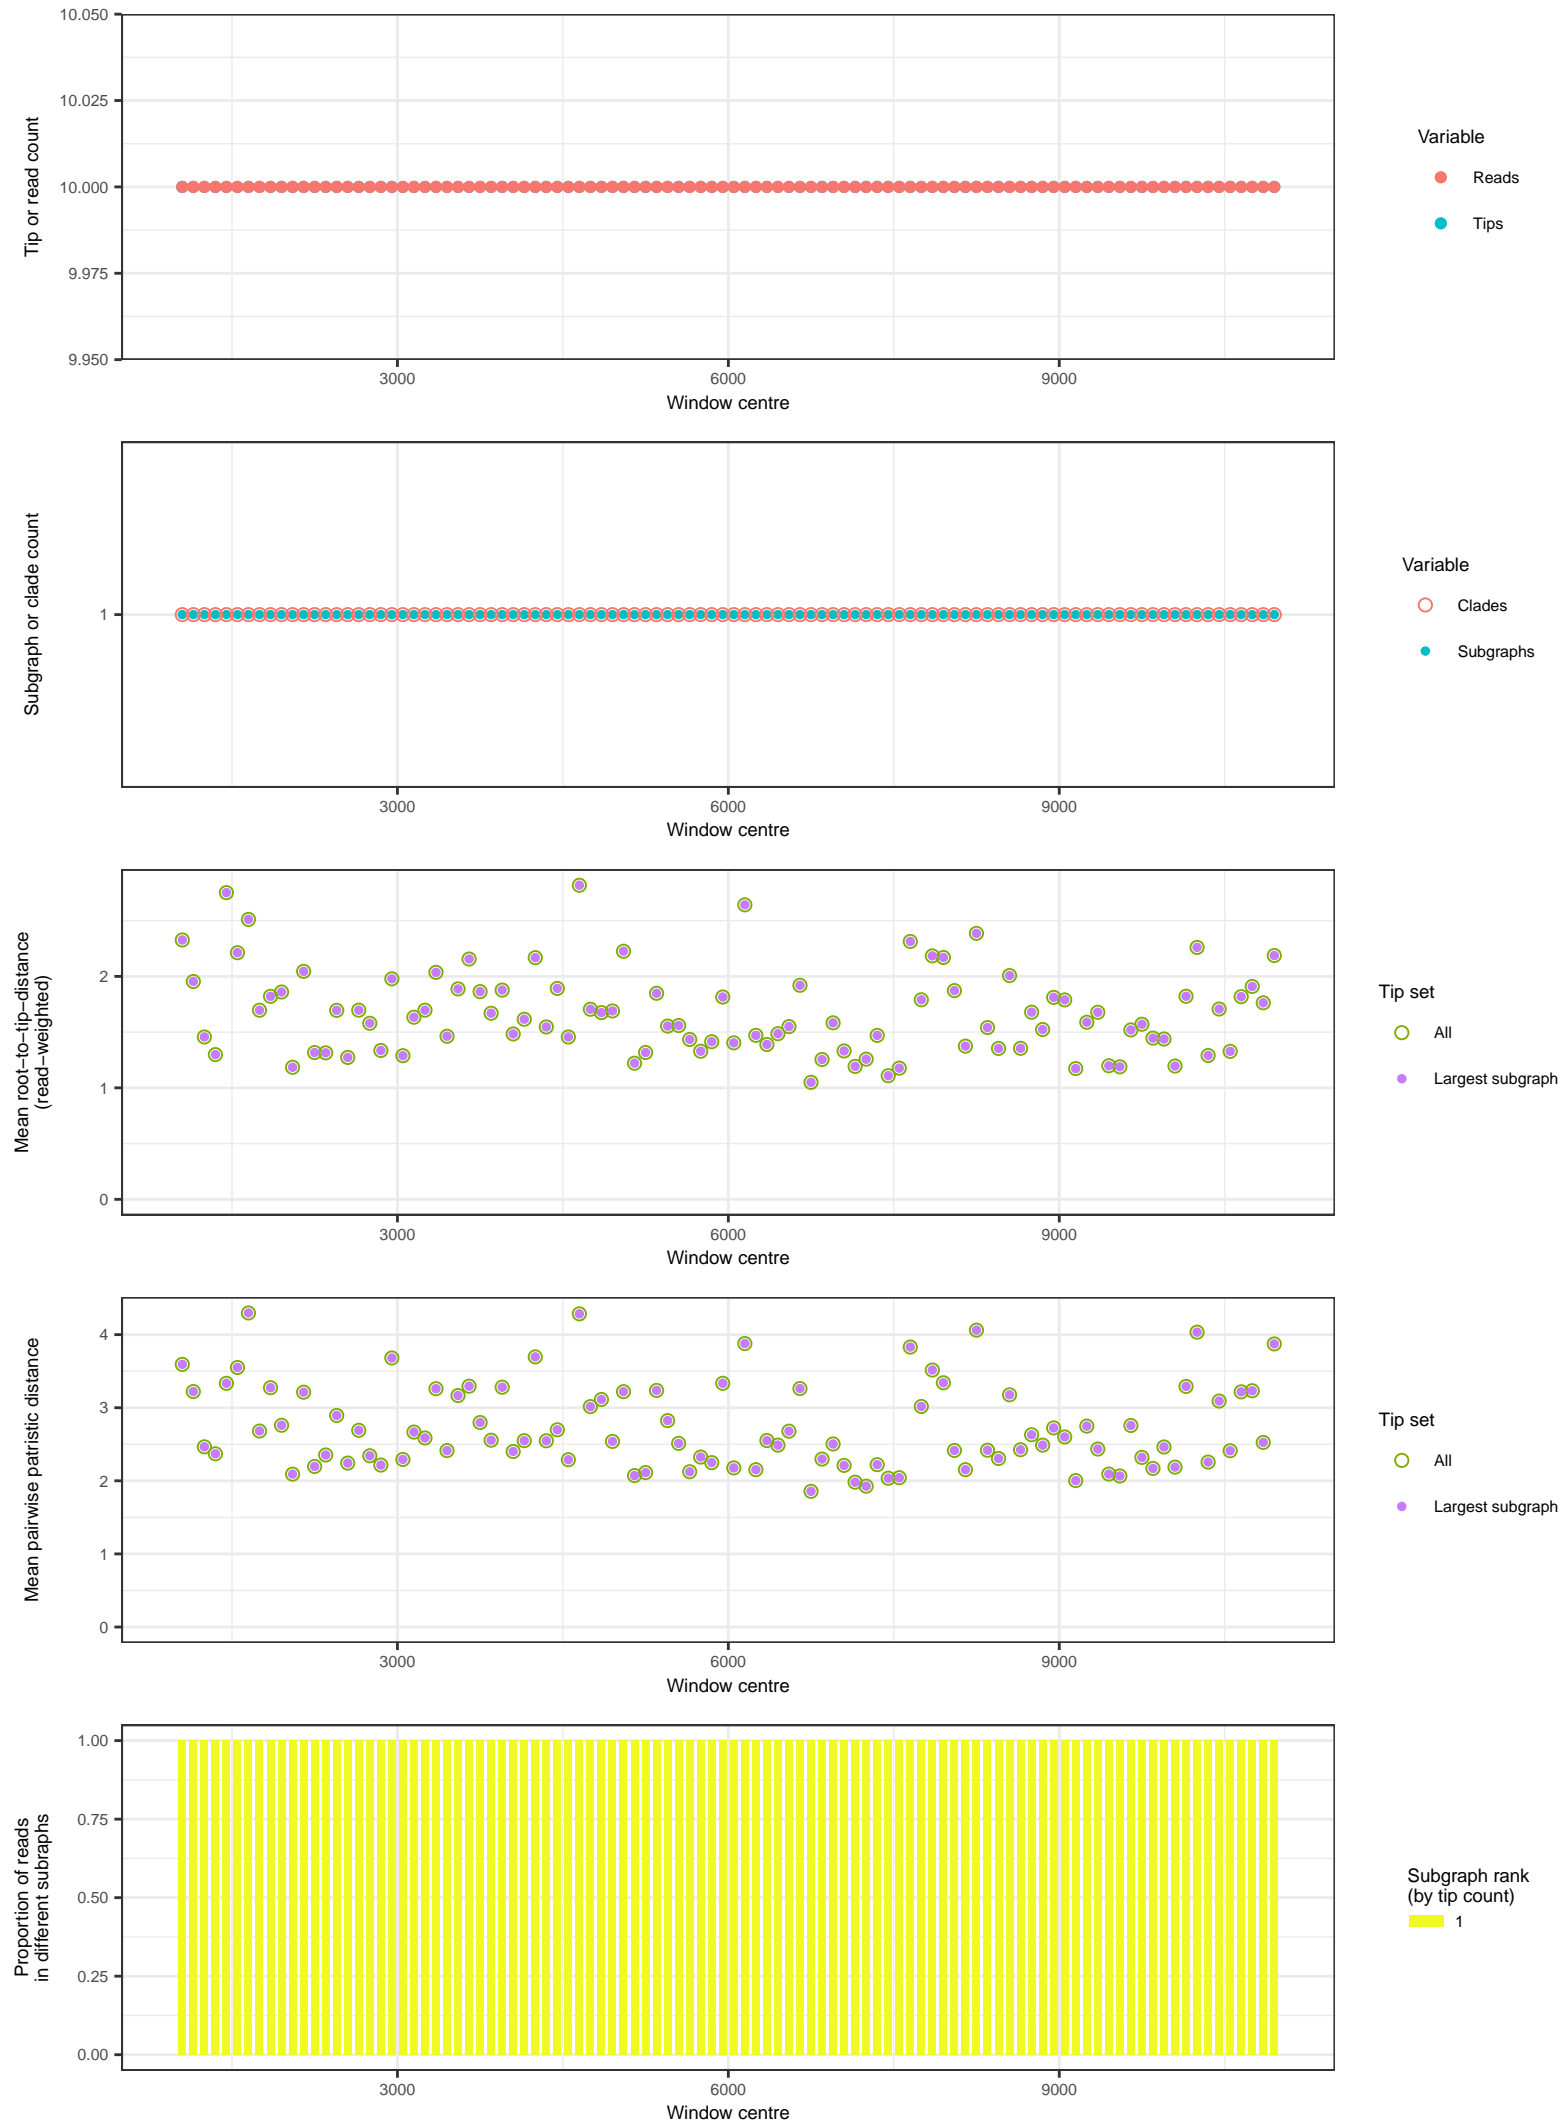 10.050
10.025
10.000
9.975
9.950
Tip or read count
3000 6000 9000
Window centre
Variable
Reads
Tips
1
Subgraph or clade count
3000 6000 9000
Window centre
Variable
Clades
Subgraphs
2
1
0
Mean root−to−tip−distance
(read−weighted)
3000 6000 9000
Window centre
Tip set
All
Largest subgraph
4
3
2
1
0
Mean pairwise patristic distance
3000 6000 9000
Window centre
Tip set
All
Largest subgraph
1.00
0.75
0.50
0.25
0.00
Proportion of reads
in different subraphs
3000 6000 9000
Window centre
Subgraph rank
(by tip count)
1